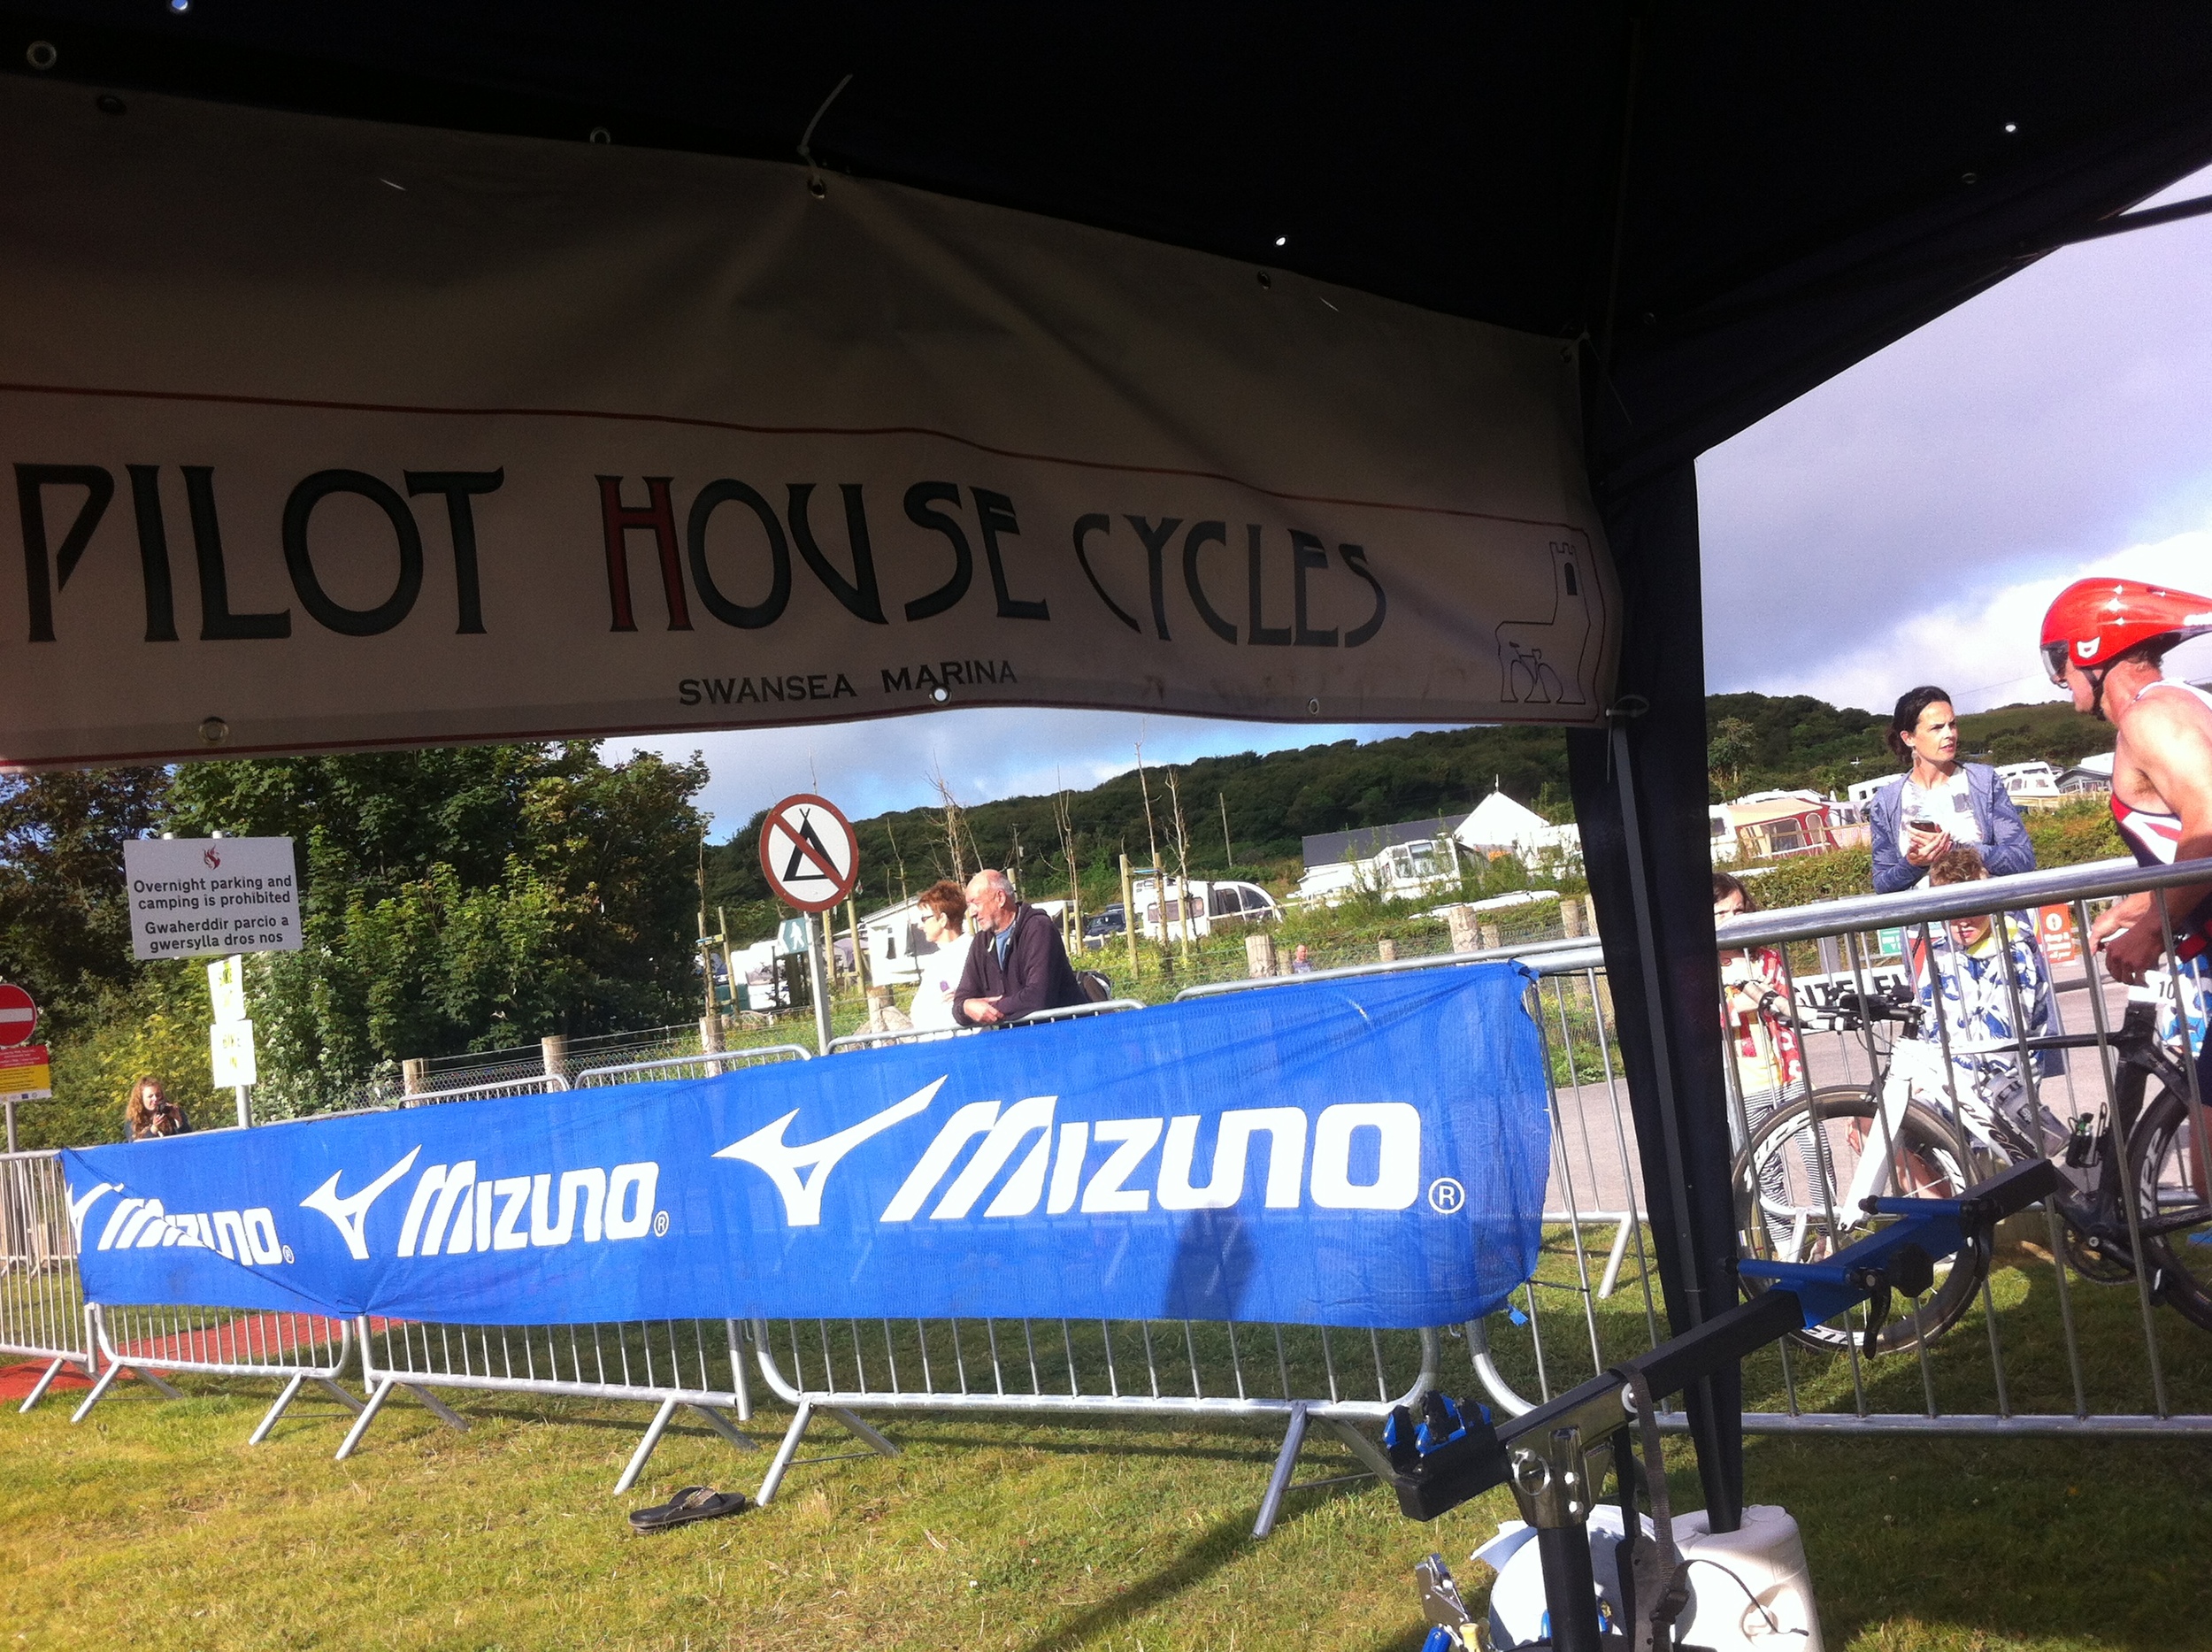 PILOT HOUSE CYCLES
SWANSEA MARINA
Overnight parking and
camping is prohibited
Gwaherddir parcio a
gwersylla dros nos
MIZUNO®
MIZUNO®
MIZUNO®
10